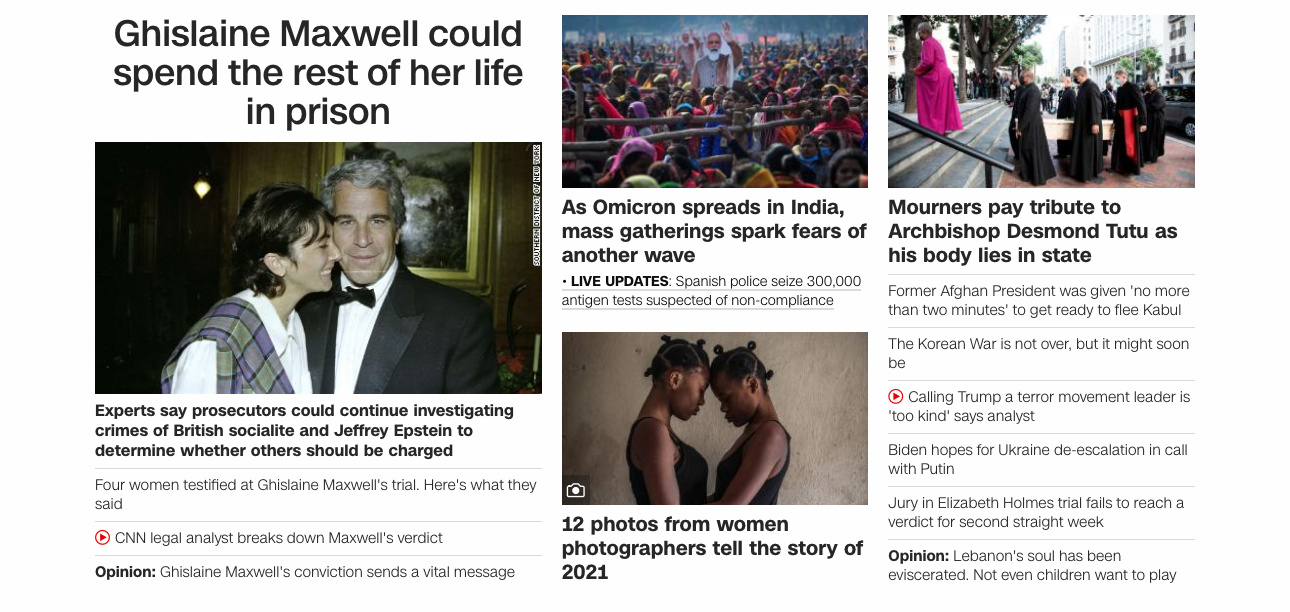 Ghislaine Maxwell could
spend the rest of her life
in prison
SOUTHERN DISTRICT OF NEW YORK
Experts say prosecutors could continue investigating
crimes of British socialite and Jeffrey Epstein to
determine whether others should be charged
Four women testified at Ghislaine Maxwell's trial. Here's what they
said
CNN legal analyst breaks down Maxwell's verdict
Opinion: Ghislaine Maxwell's conviction sends a vital message
As Omicron spreads in India,
mass gatherings spark fears of
another wave
• LIVE UPDATES: Spanish police seize 300,000
antigen tests suspected of non-compliance
12 photos from women
photographers tell the story of
2021
Mourners pay tribute to
Archbishop Desmond Tutu as
his body lies in state
Former Afghan President was given 'no more
than two minutes' to get ready to flee Kabul
The Korean War is not over, but it might soon
be
Calling Trump a terror movement leader is
'too kind' says analyst
Biden hopes for Ukraine de-escalation in call
with Putin
Jury in Elizabeth Holmes trial fails to reach a
verdict for second straight week
Opinion: Lebanon's soul has been
eviscerated. Not even children want to play